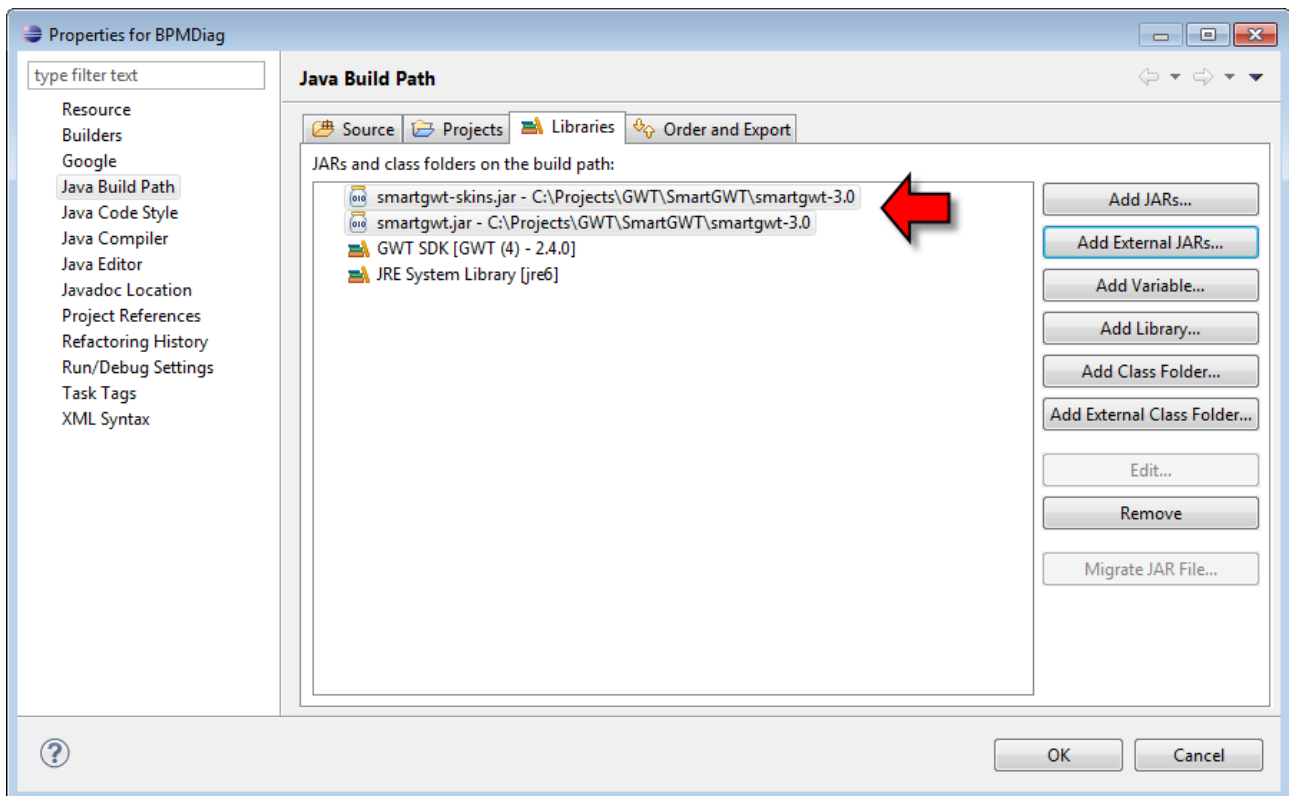 Properties for BPMDiag
type filter text
Resource
Builders
Google
Java Build Path
Java Code Style
Java Compiler
Java Editor
Javadoc Location
Project References
Refactoring History
Run/Debug Settings
Task Tags
XML Syntax
Java Build Path
Source Projects Libraries Order and Export
JARs and class folders on the build path:
smartgwt-skins.jar - C:\Projects\GWT\SmartGWT\smartgwt-3.0
smartgwt.jar - C:\Projects\GWT\SmartGWT\smartgwt-3.0
GWT SDK [GWT (4) - 2.4.0]
JRE System Library [jre6]
Add JARs...
Add External JARs...
Add Variable...
Add Library...
Add Class Folder...
Add External Class Folder...
Edit...
Remove
Migrate JAR File...
?
OK Cancel